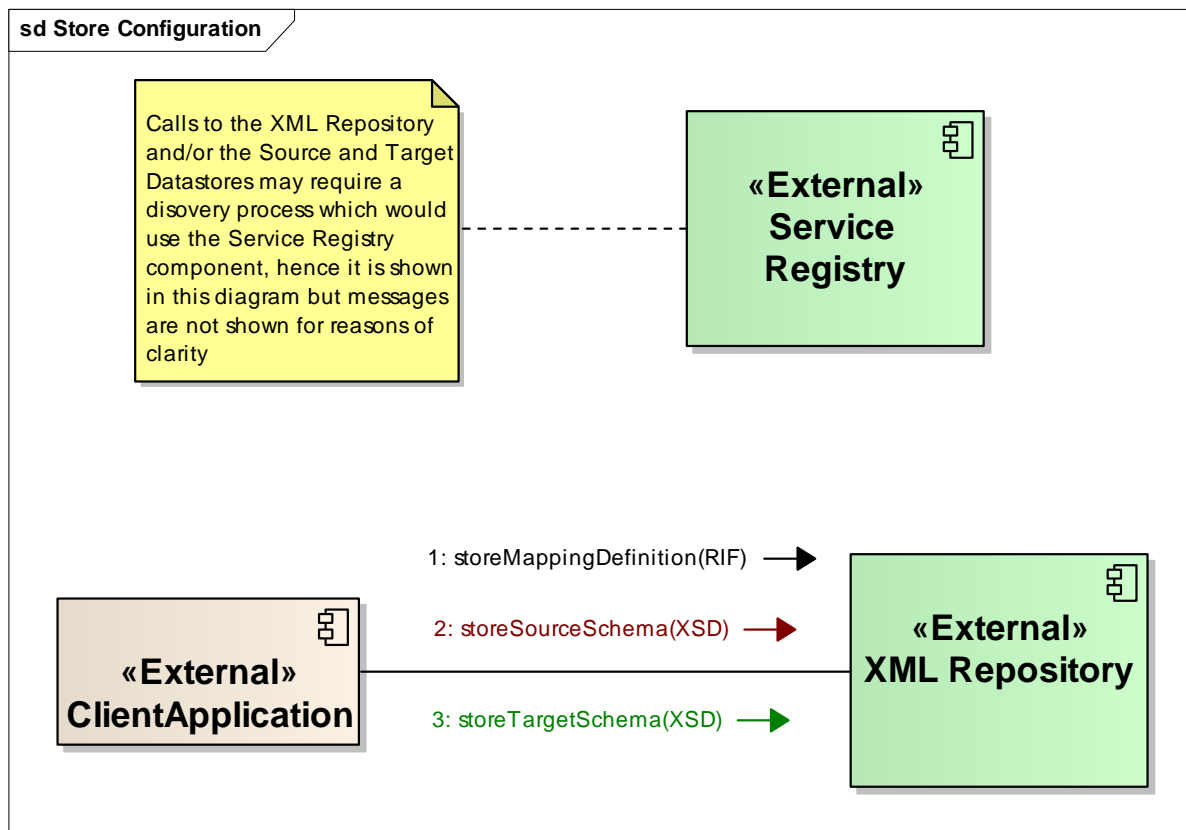 sd Store Configuration
Calls to the XML Repository
and/or the Source and Target
Datastores may require a
disovery process which would
use the Service Registry
component, hence it is shown
in this diagram but messages
are not shown for reasons of
clarity
«External»
Service
Registry
1: storeMappingDefinition(RIF)
2: storeSourceSchema(XSD)
3: storeTargetSchema(XSD)
«External»
ClientApplication
«External»
XML Repository